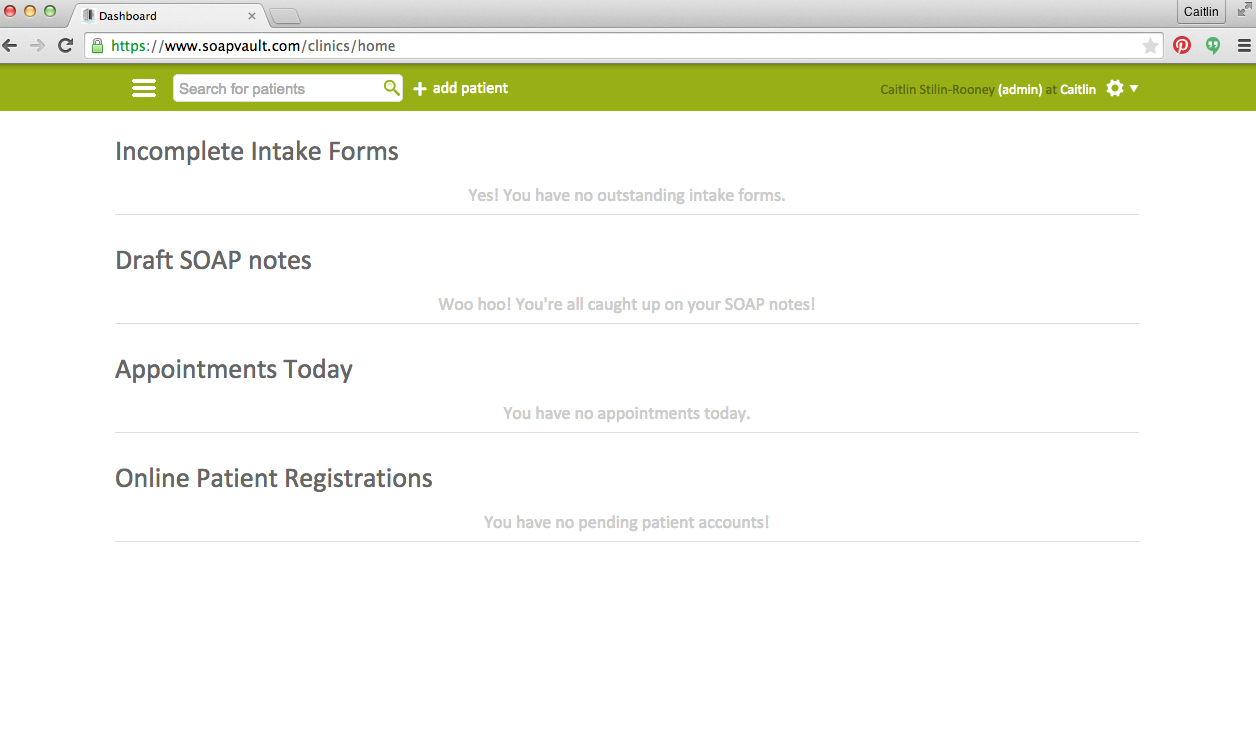 Dashboard
Caitlin
https://www.soapvault.com/clinics/home
Search for patients
add patient
Caitlin Stilin-Rooney (admin) at Caitlin
Incomplete Intake Forms
Yes! You have no outstanding intake forms.
Draft SOAP notes
Woo hoo! You're all caught up on your SOAP notes!
Appointments Today
You have no appointments today.
Online Patient Registrations
You have no pending patient accounts!